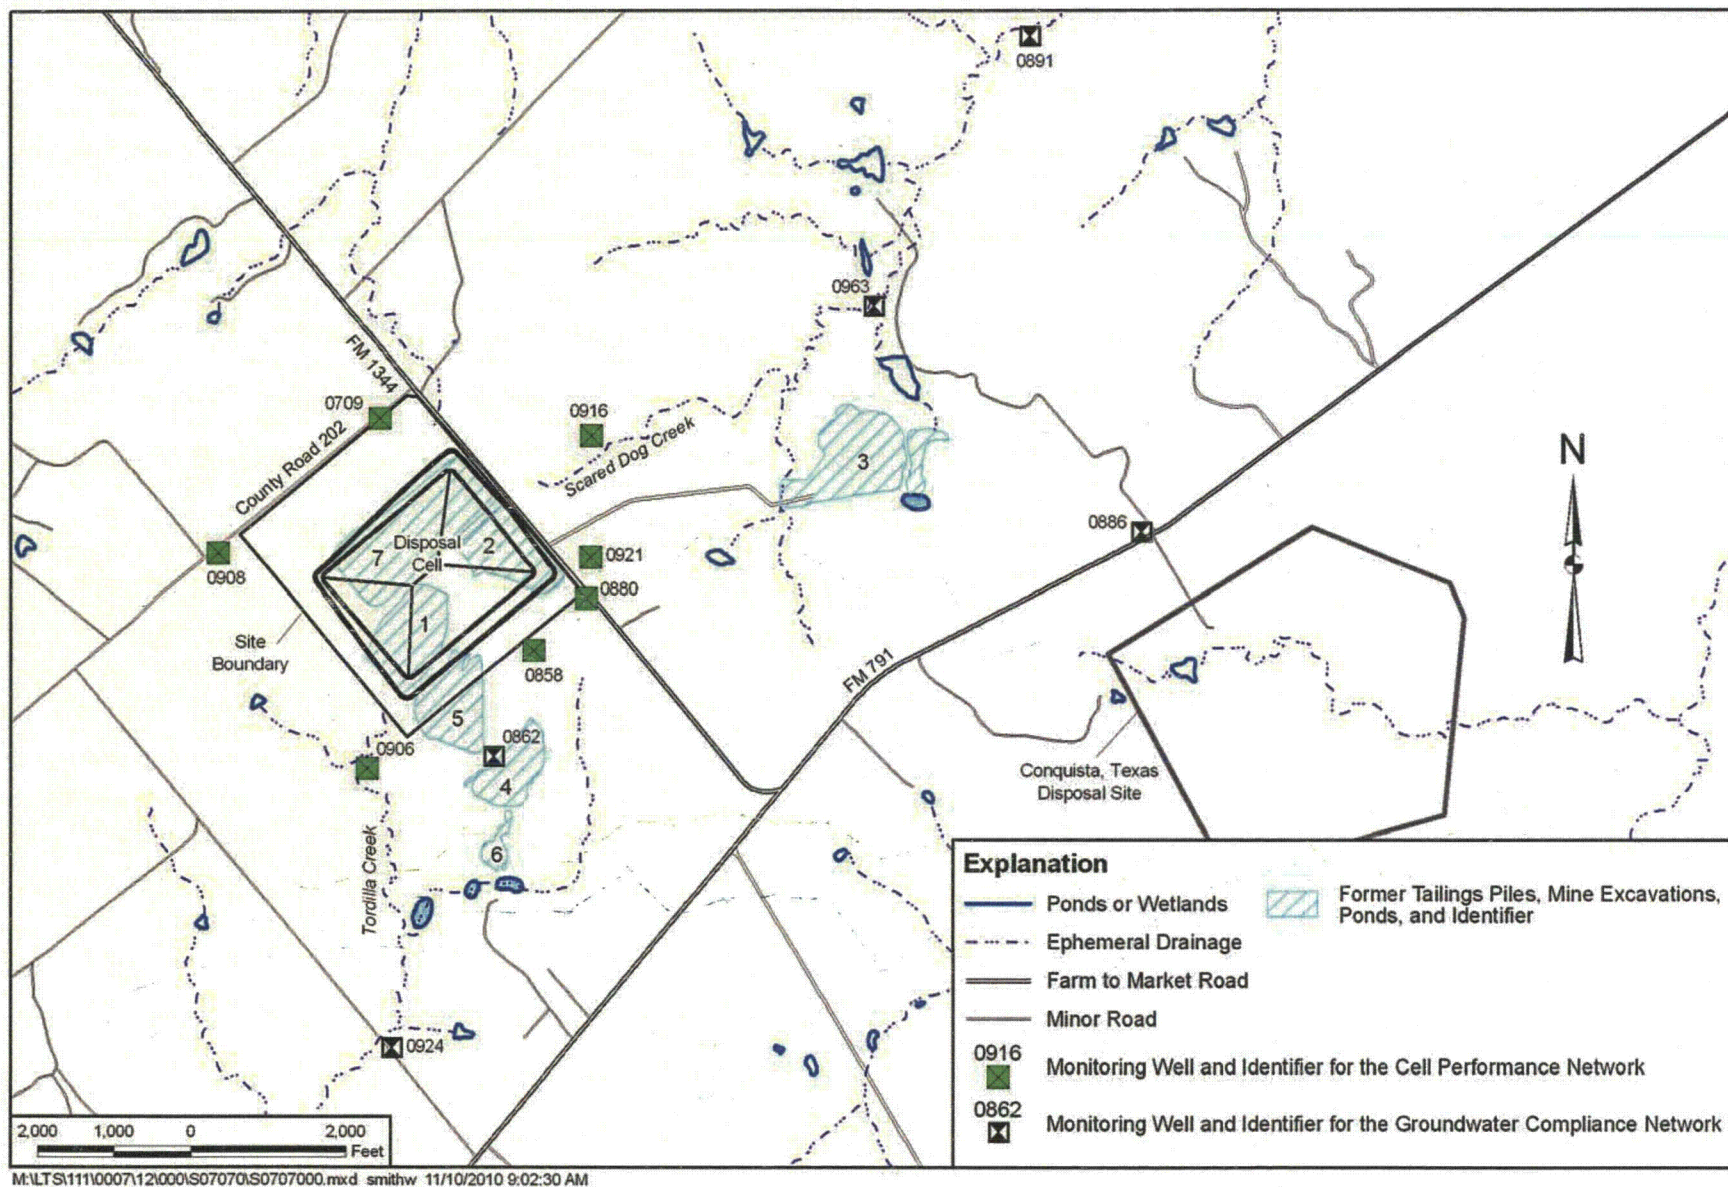 0891
0963
FM 1344
0709
0916
County Road 202
Scared Dog Creek
3
N
0886
Disposal
Cell
7
2
0921
0908
0880
1
Site
Boundary
0858
FM 791
5
0862
0906
4
Conquista, Texas
Disposal Site
6
Tordilla Creek
0924
Explanation
Ponds or Wetlands
Ephemeral Drainage
Farm to Market Road
Minor Road
Former Tailings Piles, Mine Excavations,
Ponds, and Identifier
0916
Monitoring Well and Identifier for the Cell Performance Network
0862
Monitoring Well and Identifier for the Groundwater Compliance Network
2,000 1,000 0 2,000
Feet
M:\LTS\111\0007\12\000\S07070\S0707000.mxd smithw 11/10/2010 9:02:30 AM